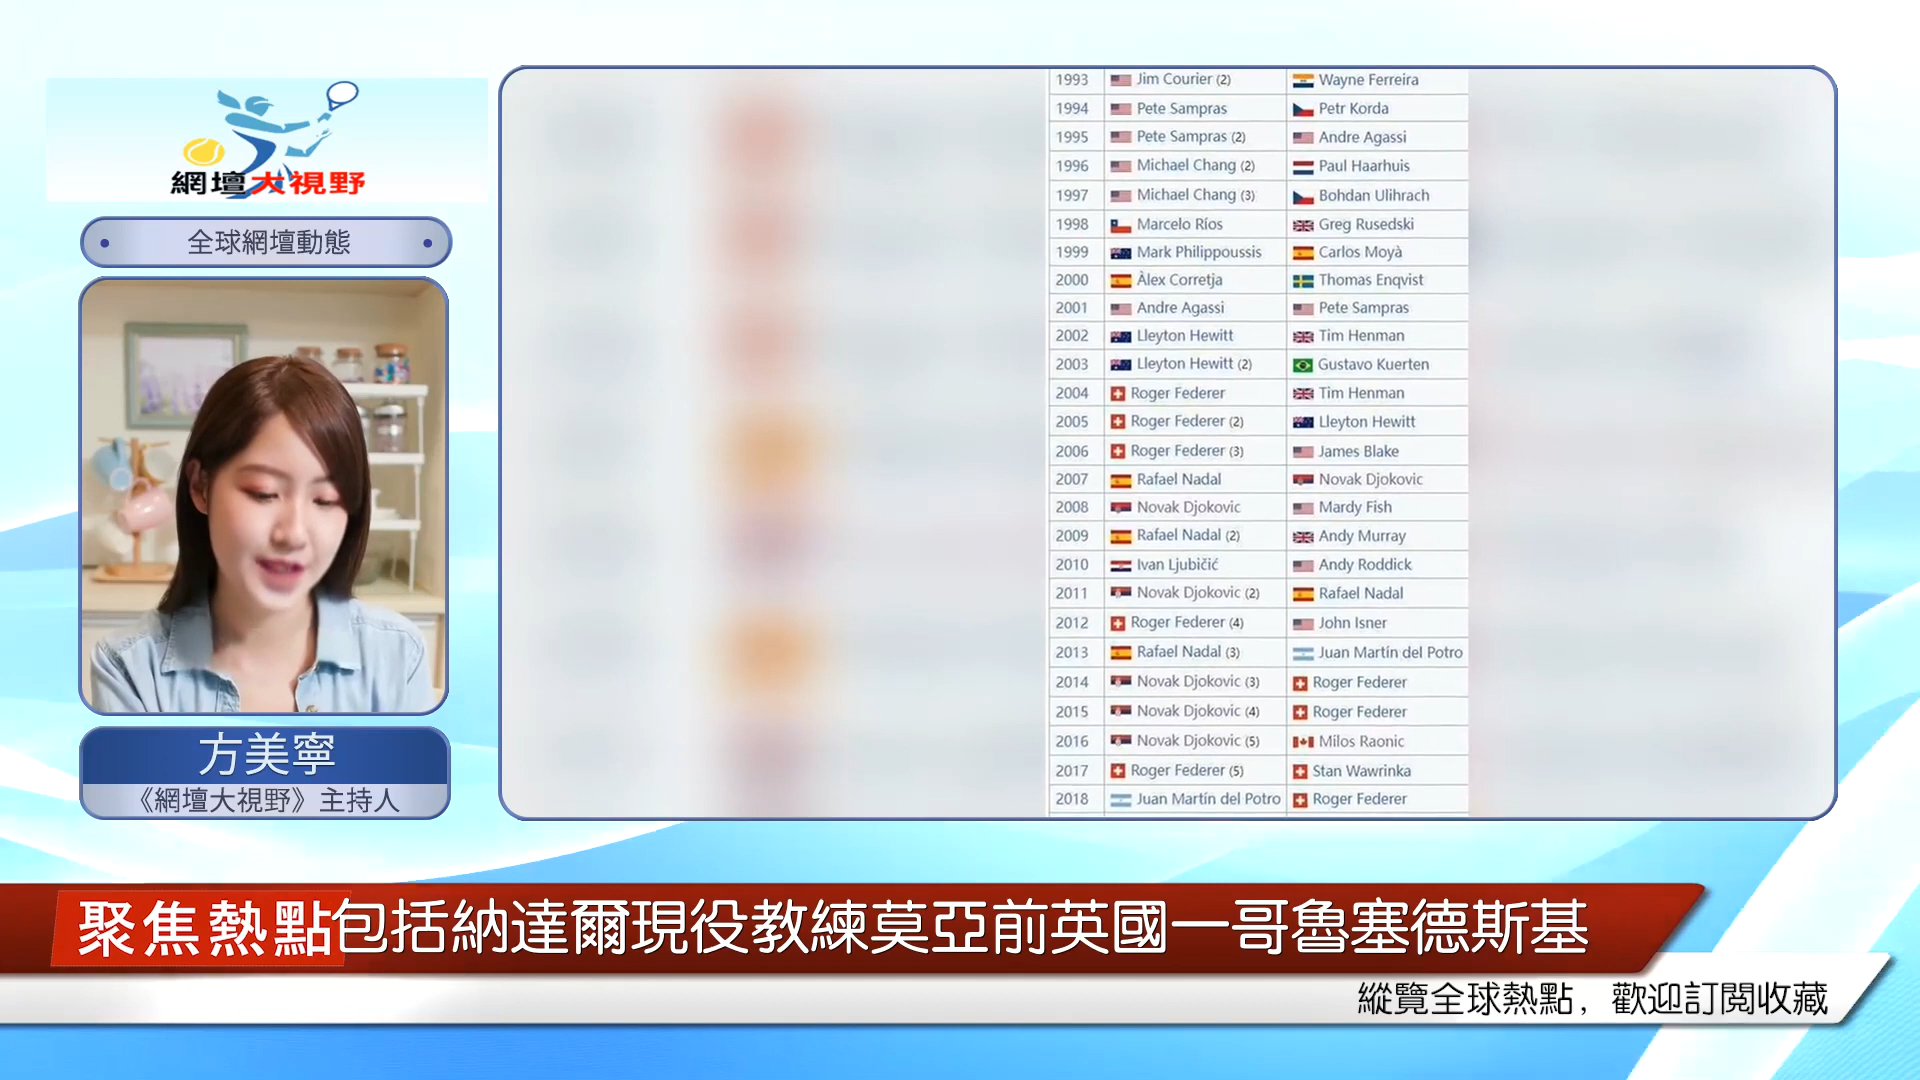 網壇大視野
全球網壇動態
方美寧
《網壇大視野》主持人
1993 Jim Courier (2) Wayne Ferreira
1994 Pete Sampras Petr Korda
1995 Pete Sampras (2) Andre Agassi
1996 Michael Chang (2) Paul Haarhuis
1997 Michael Chang (3) Bohdan Ulihrach
1998 Marcelo Ríos Greg Rusedski
1999 Mark Philippoussis Carlos Moyà
2000 Àlex Corretja Thomas Enqvist
2001 Andre Agassi Pete Sampras
2002 Lleyton Hewitt Tim Henman
2003 Lleyton Hewitt (2) Gustavo Kuerten
2004 Roger Federer Tim Henman
2005 Roger Federer (2) Lleyton Hewitt
2006 Roger Federer (3) James Blake
2007 Rafael Nadal Novak Djokovic
2008 Novak Djokovic Mardy Fish
2009 Rafael Nadal (2) Andy Murray
2010 Ivan Ljubičić Andy Roddick
2011 Novak Djokovic (2) Rafael Nadal
2012 Roger Federer (4) John Isner
2013 Rafael Nadal (3) Juan Martín del Potro
2014 Novak Djokovic (3) Roger Federer
2015 Novak Djokovic (4) Roger Federer
2016 Novak Djokovic (5) Milos Raonic
2017 Roger Federer (5) Stan Wawrinka
2018 Juan Martín del Potro Roger Federer
聚焦熱點 包括納達爾現役教練莫亞前英國一哥魯塞德斯基
縱覽全球熱點，歡迎訂閱收藏